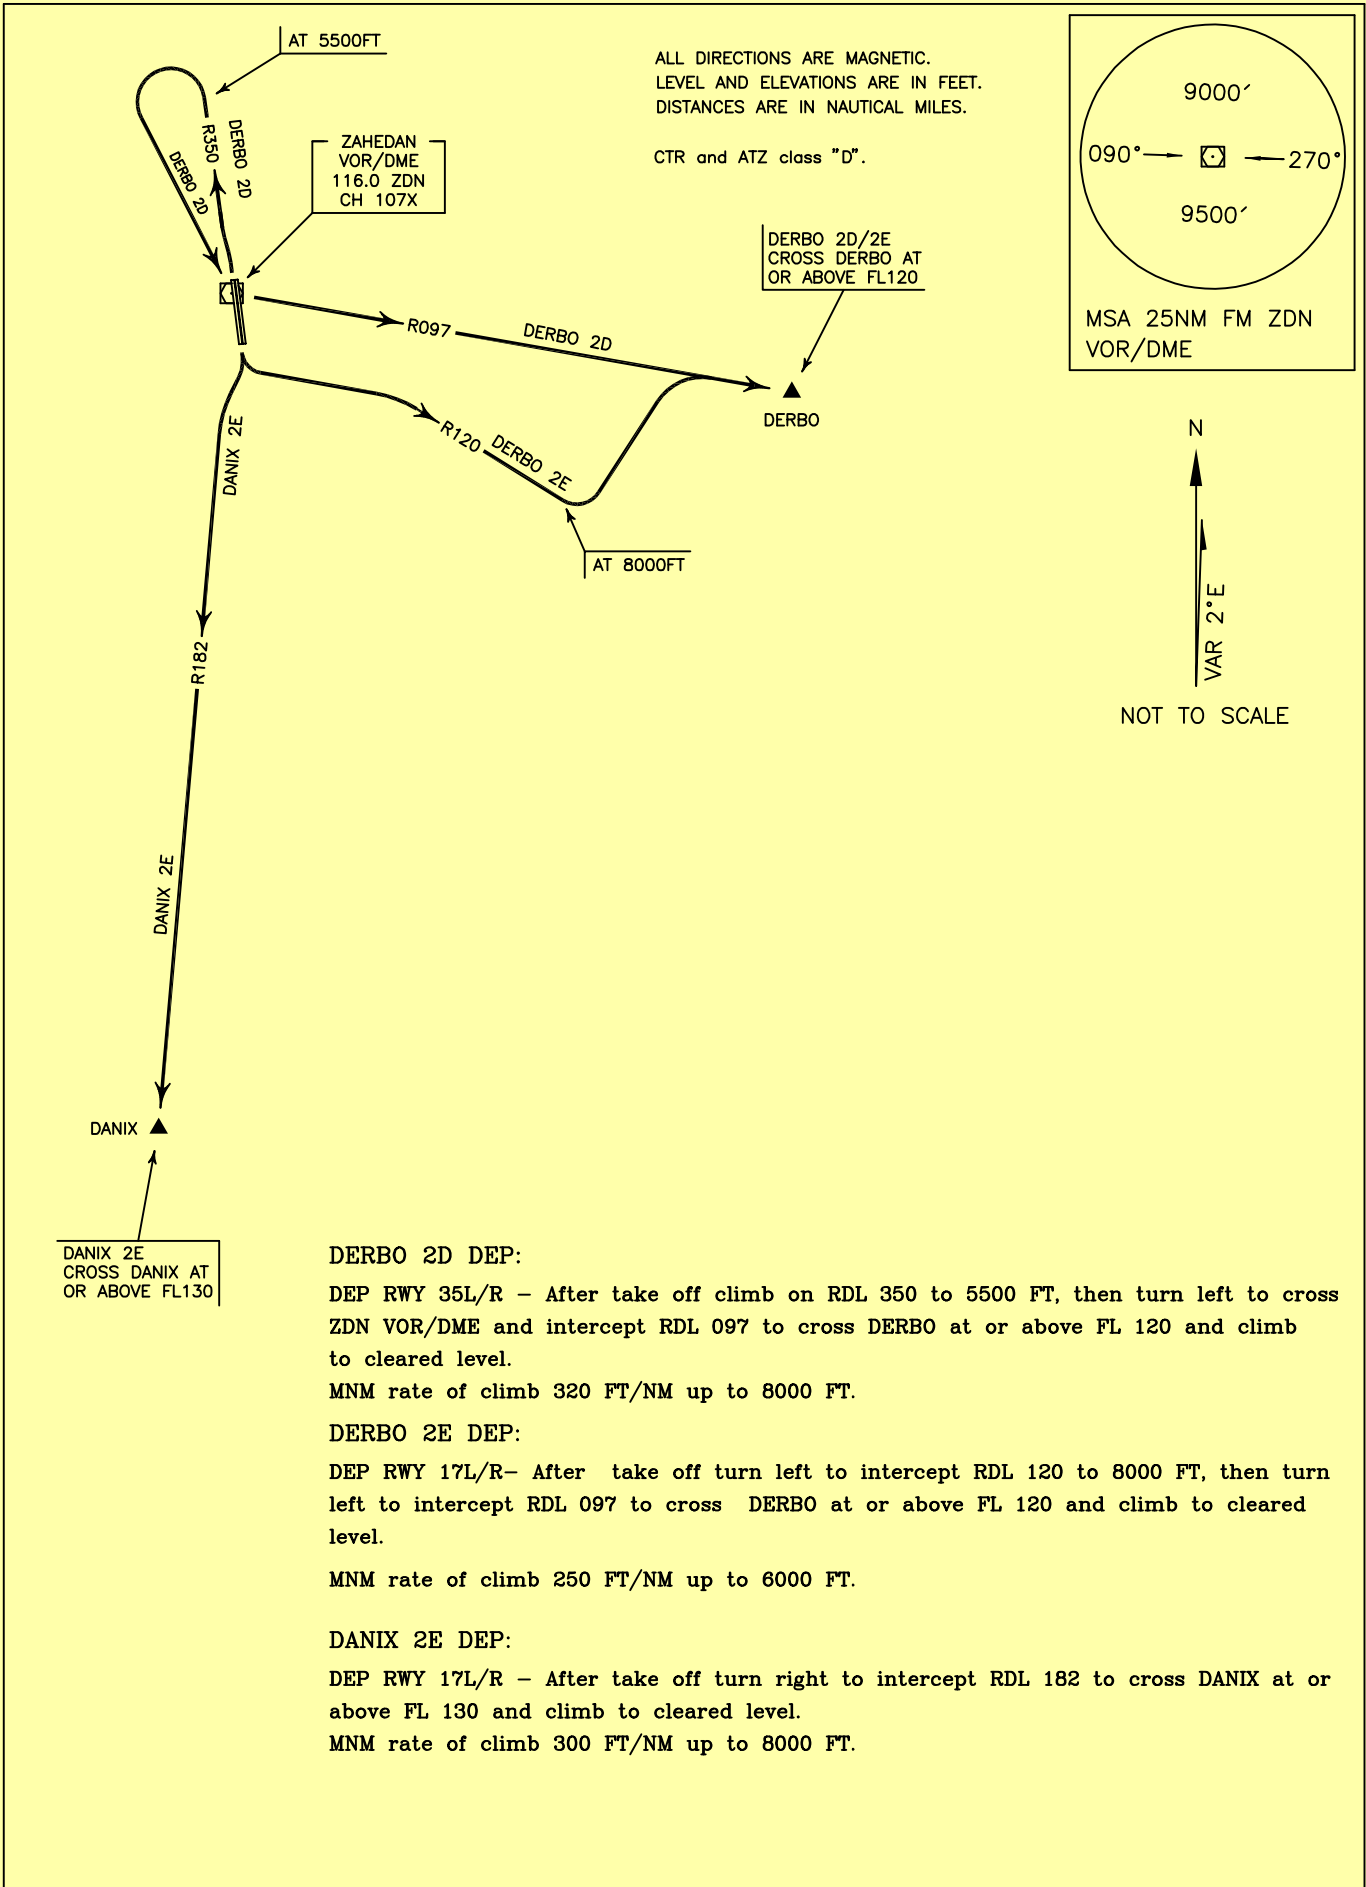 AT 5500FT
ALL DIRECTIONS ARE MAGNETIC.
LEVEL AND ELEVATIONS ARE IN FEET.
DISTANCES ARE IN NAUTICAL MILES.
CTR and ATZ class "D".
9000′
090°
270°
9500′
MSA 25NM FM ZDN
VOR/DME
R350
DERBO 2D
DERBO 2D
ZAHEDAN
VOR/DME
116.0 ZDN
CH 107X
DERBO 2D/2E
CROSS DERBO AT
OR ABOVE FL120
R097
DERBO 2D
DERBO
R120
DERBO 2E
AT 8000FT
DANIX 2E
N
VAR 2°E
NOT TO SCALE
R182
DANIX 2E
DANIX
DANIX 2E
CROSS DANIX AT
OR ABOVE FL130
DERBO 2D DEP:
DEP RWY 35L/R – After take off climb on RDL 350 to 5500 FT, then turn left to cross
ZDN VOR/DME and intercept RDL 097 to cross DERBO at or above FL 120 and climb
to cleared level.
MNM rate of climb 320 FT/NM up to 8000 FT.
DERBO 2E DEP:
DEP RWY 17L/R– After take off turn left to intercept RDL 120 to 8000 FT, then turn
left to intercept RDL 097 to cross DERBO at or above FL 120 and climb to cleared
level.
MNM rate of climb 250 FT/NM up to 6000 FT.
DANIX 2E DEP:
DEP RWY 17L/R – After take off turn right to intercept RDL 182 to cross DANIX at or
above FL 130 and climb to cleared level.
MNM rate of climb 300 FT/NM up to 8000 FT.